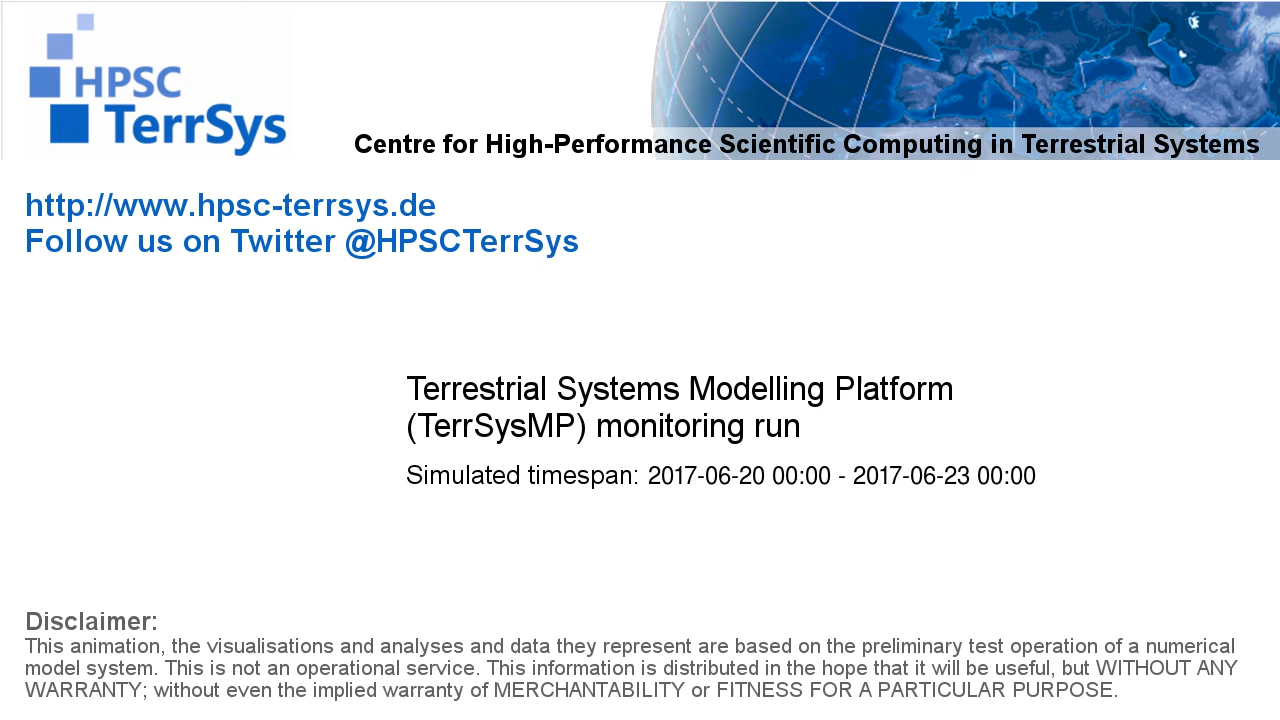 HPSC
TerrSys
Centre for High-Performance Scientific Computing in Terrestrial Systems
http://www.hpsc-terrsys.de
Follow us on Twitter @HPSCTerrSys
Terrestrial Systems Modelling Platform
(TerrSysMP) monitoring run
Simulated timespan: 2017-06-20 00:00 - 2017-06-23 00:00
Disclaimer:
This animation, the visualisations and analyses and data they represent are based on the preliminary test operation of a numerical
model system. This is not an operational service. This information is distributed in the hope that it will be useful, but WITHOUT ANY
WARRANTY; without even the implied warranty of MERCHANTABILITY or FITNESS FOR A PARTICULAR PURPOSE.